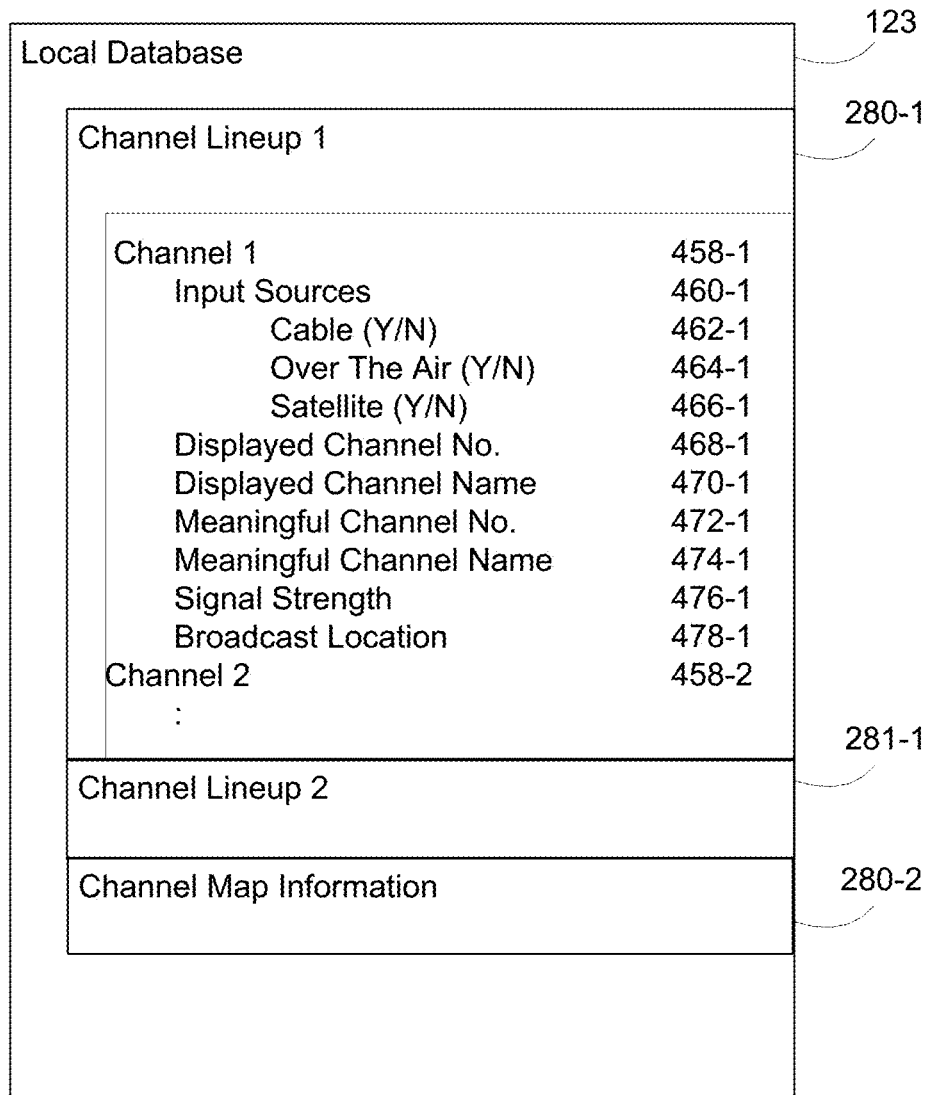 123
Local Database
280-1
Channel Lineup 1
Channel 1 458-1
Input Sources 460-1
Cable (Y/N) 462-1
Over The Air (Y/N) 464-1
Satellite (Y/N) 466-1
Displayed Channel No. 468-1
Displayed Channel Name 470-1
Meaningful Channel No. 472-1
Meaningful Channel Name 474-1
Signal Strength 476-1
Broadcast Location 478-1
Channel 2 458-2
:
281-1
Channel Lineup 2
280-2
Channel Map Information